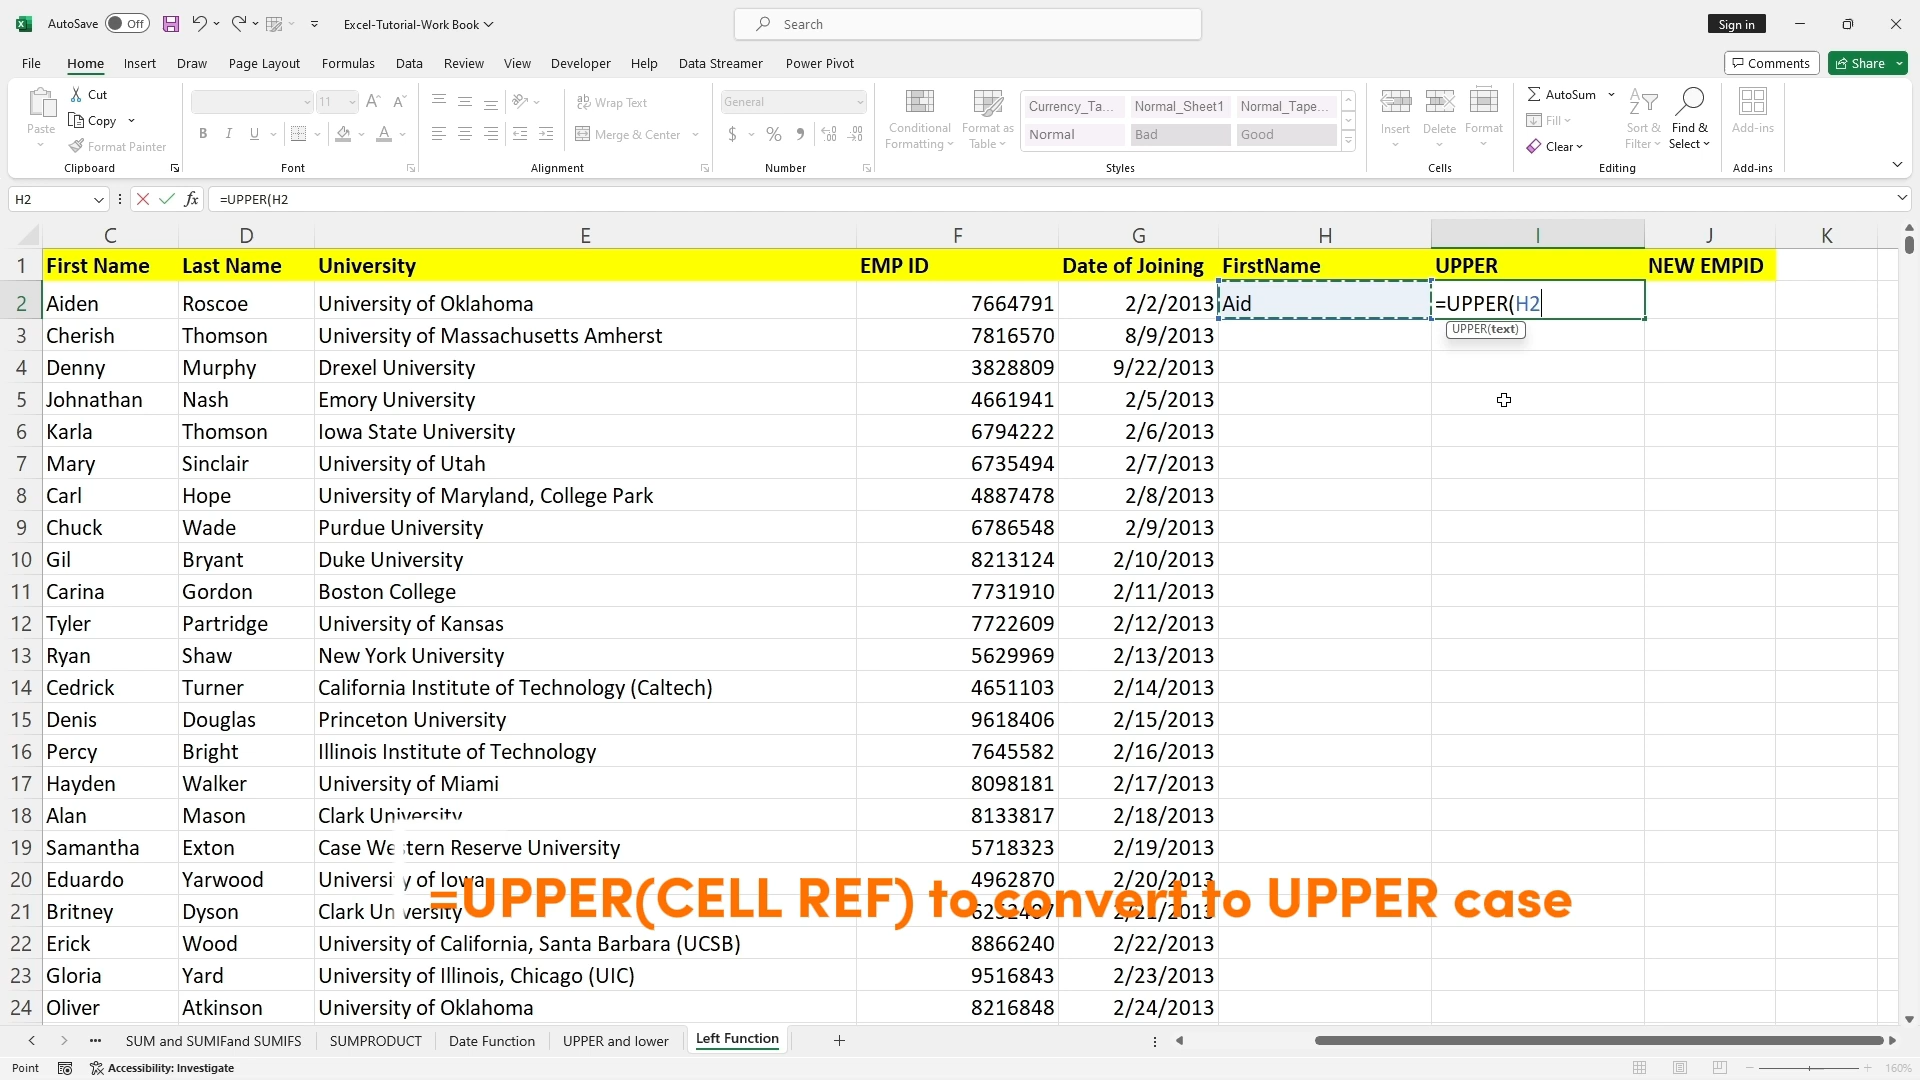 AutoSave Off Excel-Tutorial-Work Book Search Sign in
File Home Insert Draw Page Layout Formulas Data Review View Developer Help Data Streamer Power Pivot Comments Share
Paste
Cut
Copy
Format Painter
Clipboard
11
B I U
Font
Wrap Text
Merge & Center
Alignment
General
$ % ,
Number
Conditional Formatting
Format as Table
Currency_Ta... Normal_Sheet1 Normal_Tape...
Normal Bad Good
Styles
Insert Delete Format
Cells
AutoSum
Fill
Clear
Sort & Filter
Find & Select
Editing
Add-ins
Add-ins
H2 fx =UPPER(H2
C D E F G H I J K
1 First Name Last Name University EMP ID Date of Joining FirstName UPPER NEW EMPID
2 Aiden Roscoe University of Oklahoma 7664791 2/2/2013 Aid =UPPER(H2
UPPER(text)
3 Cherish Thomson University of Massachusetts Amherst 7816570 8/9/2013
4 Denny Murphy Drexel University 3828809 9/22/2013
5 Johnathan Nash Emory University 4661941 2/5/2013
6 Karla Thomson Iowa State University 6794222 2/6/2013
7 Mary Sinclair University of Utah 6735494 2/7/2013
8 Carl Hope University of Maryland, College Park 4887478 2/8/2013
9 Chuck Wade Purdue University 6786548 2/9/2013
10 Gil Bryant Duke University 8213124 2/10/2013
11 Carina Gordon Boston College 7731910 2/11/2013
12 Tyler Partridge University of Kansas 7722609 2/12/2013
13 Ryan Shaw New York University 5629969 2/13/2013
14 Cedrick Turner California Institute of Technology (Caltech) 4651103 2/14/2013
15 Denis Douglas Princeton University 9618406 2/15/2013
16 Percy Bright Illinois Institute of Technology 7645582 2/16/2013
17 Hayden Walker University of Miami 8098181 2/17/2013
18 Alan Mason Clark University 8133817 2/18/2013
19 Samantha Exton Case Western Reserve University 5718323 2/19/2013
20 Eduardo Yarwood University of Iowa 4962870 2/20/2013
=UPPER(CELL REF) to convert to UPPER case
21 Britney Dyson Clark University 2/21/2013
22 Erick Wood University of California, Santa Barbara (UCSB) 8866240 2/22/2013
23 Gloria Yard University of Illinois, Chicago (UIC) 9516843 2/23/2013
24 Oliver Atkinson University of Oklahoma 8216848 2/24/2013
SUM and SUMIFand SUMIFS SUMPRODUCT Date Function UPPER and lower Left Function
Point Accessibility: Investigate 160%